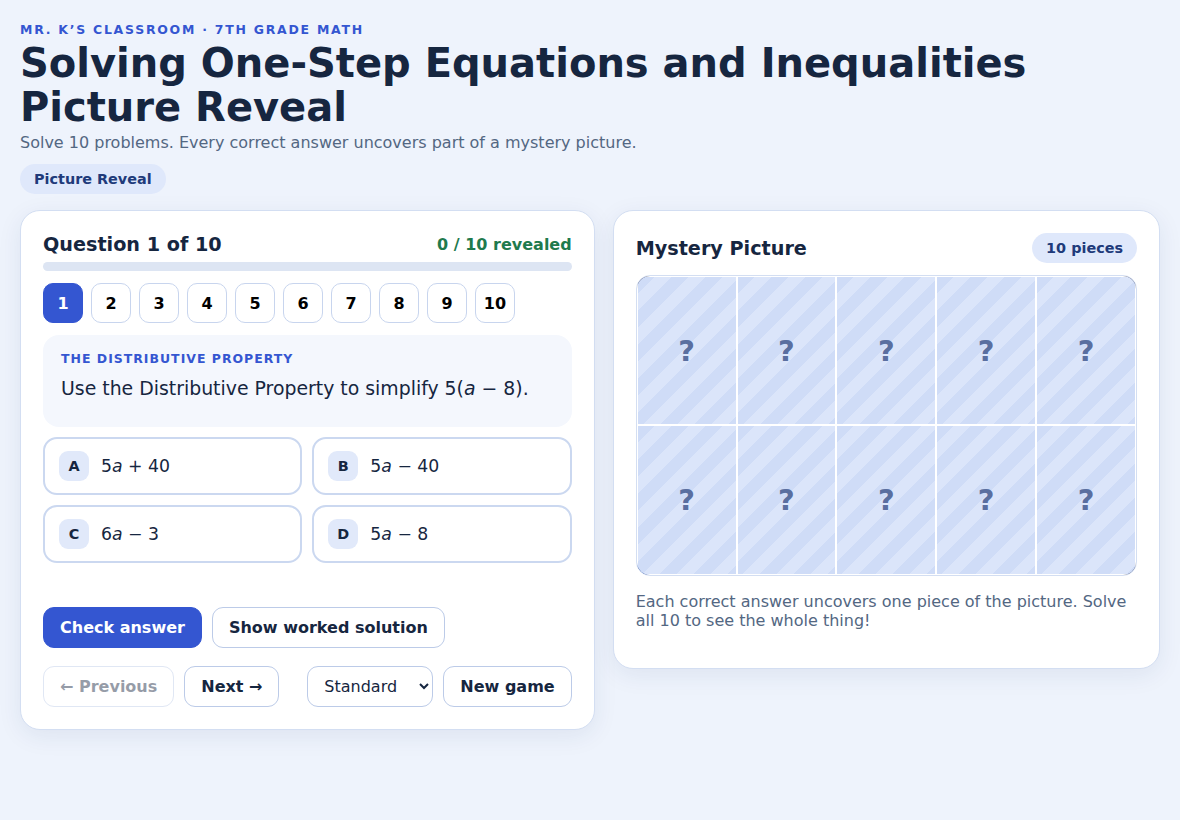 MR. K’S CLASSROOM · 7TH GRADE MATH
Solving One-Step Equations and Inequalities
Picture Reveal
Solve 10 problems. Every correct answer uncovers part of a mystery picture.
Picture Reveal
Question 1 of 10
0 / 10 revealed
1 2 3 4 5 6 7 8 9 10
THE DISTRIBUTIVE PROPERTY
Use the Distributive Property to simplify 5(a − 8).
A 5a + 40
B 5a − 40
C 6a − 3
D 5a − 8
Check answer
Show worked solution
← Previous
Next →
Standard
New game
Mystery Picture
10 pieces
? ? ? ? ?
? ? ? ? ?
Each correct answer uncovers one piece of the picture. Solve
all 10 to see the whole thing!